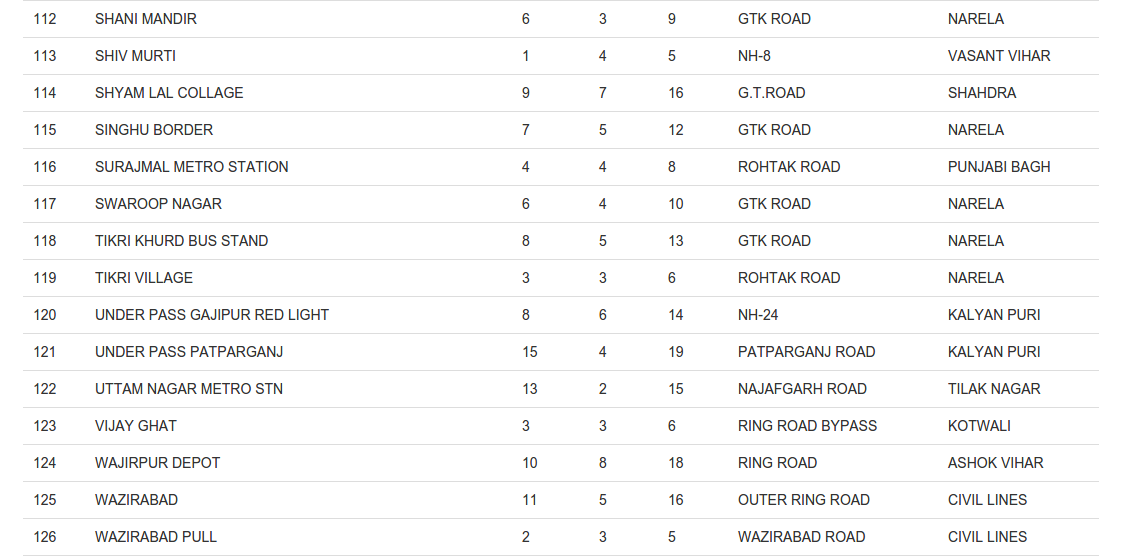 112 SHANI MANDIR 6 3 9 GTK ROAD NARELA
113 SHIV MURTI 1 4 5 NH-8 VASANT VIHAR
114 SHYAM LAL COLLAGE 9 7 16 G.T.ROAD SHAHDRA
115 SINGHU BORDER 7 5 12 GTK ROAD NARELA
116 SURAJMAL METRO STATION 4 4 8 ROHTAK ROAD PUNJABI BAGH
117 SWAROOP NAGAR 6 4 10 GTK ROAD NARELA
118 TIKRI KHURD BUS STAND 8 5 13 GTK ROAD NARELA
119 TIKRI VILLAGE 3 3 6 ROHTAK ROAD NARELA
120 UNDER PASS GAJIPUR RED LIGHT 8 6 14 NH-24 KALYAN PURI
121 UNDER PASS PATPARGANJ 15 4 19 PATPARGANJ ROAD KALYAN PURI
122 UTTAM NAGAR METRO STN 13 2 15 NAJAFGARH ROAD TILAK NAGAR
123 VIJAY GHAT 3 3 6 RING ROAD BYPASS KOTWALI
124 WAJIRPUR DEPOT 10 8 18 RING ROAD ASHOK VIHAR
125 WAZIRABAD 11 5 16 OUTER RING ROAD CIVIL LINES
126 WAZIRABAD PULL 2 3 5 WAZIRABAD ROAD CIVIL LINES